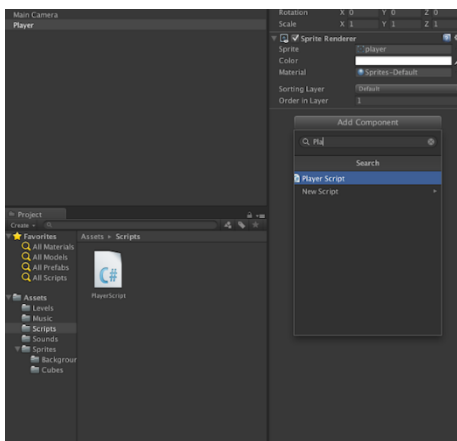 Main Camera
Player
Rotation X 0 Y 0 Z 0
Scale X 1 Y 1 Z 1
Sprite Renderer
Sprite player
Color
Material Sprites-Default
Sorting Layer Default
Order in Layer 1
Add Component
Pla
Search
Player Script
New Script
Project
Create
Favorites
All Materials
All Models
All Prefabs
All Scripts
Assets
Levels
Music
Scripts
Sounds
Sprites
Backgrour
Cubes
Assets Scripts
C#
PlayerScript